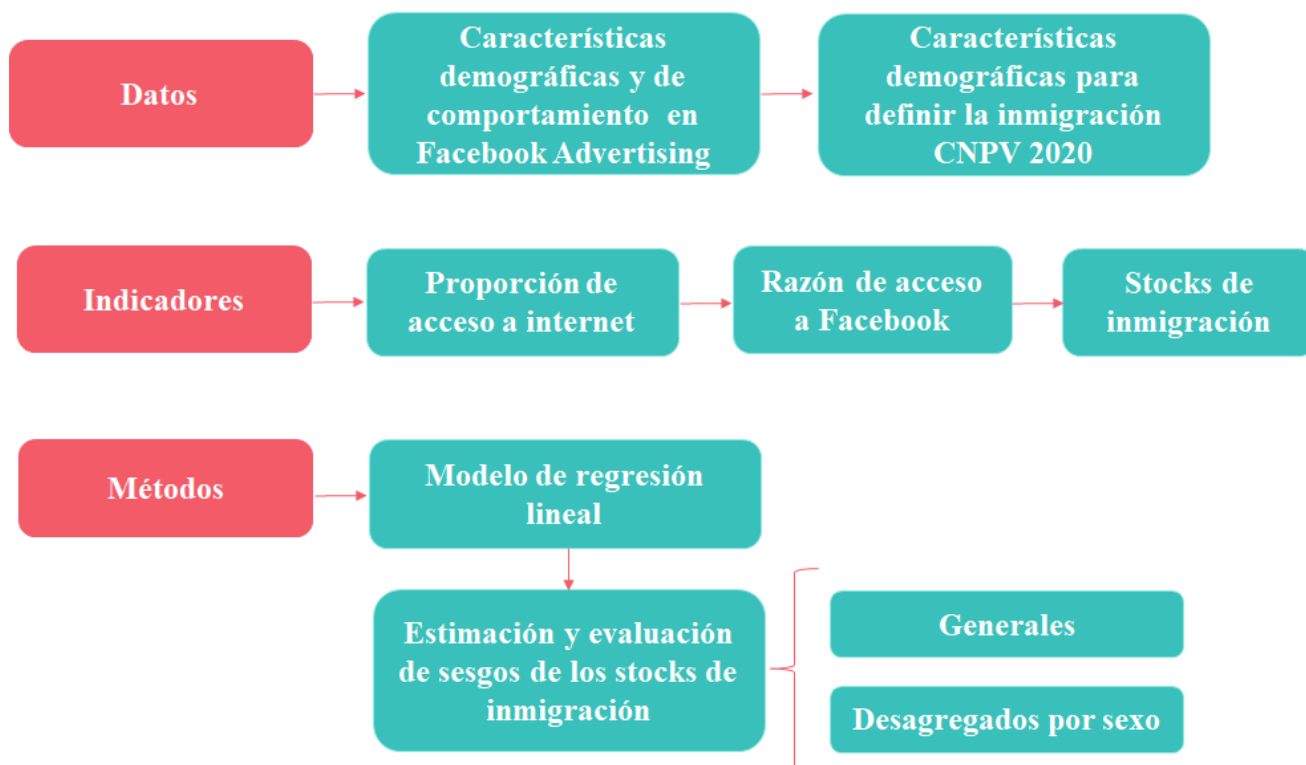 Datos
Características
demográficas y de
comportamiento en
Facebook Advertising
Características
demográficas para
definir la inmigración
CNPV 2020
Indicadores
Proporción de
acceso a internet
Razón de acceso
a Facebook
Stocks de
inmigración
Métodos
Modelo de regresión
lineal
Estimación y evaluación
de sesgos de los stocks de
inmigración
Generales
Desagregados por sexo